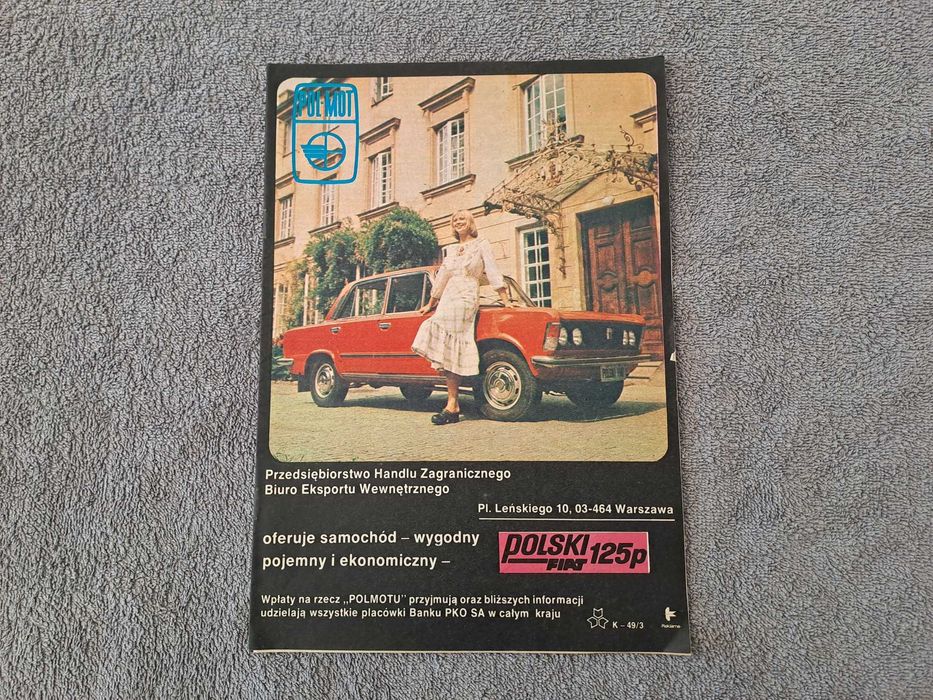 POLMOT
Przedsiębiorstwo Handlu Zagranicznego
Biuro Eksportu Wewnętrznego
Pl. Leńskiego 10, 03-464 Warszawa
oferuje samochód – wygodny
pojemny i ekonomiczny –
POLSKI
FIAT 125p
Wpłaty na rzecz „POLMOTU” przyjmują oraz bliższych informacji
udzielają wszystkie placówki Banku PKO SA w całym kraju
K – 49/3